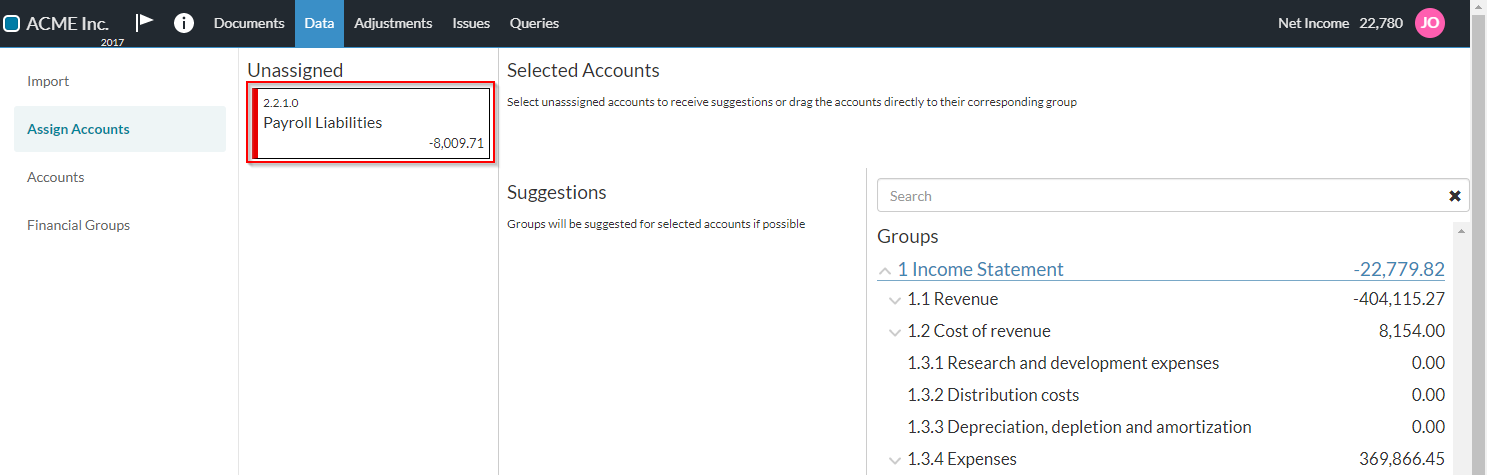 ACME Inc.
2017
Documents
Data
Adjustments
Issues
Queries
Net Income 22,780
JO
Import
Assign Accounts
Accounts
Financial Groups
Unassigned
2.2.1.0
Payroll Liabilities
-8,009.71
Selected Accounts
Select unasssigned accounts to receive suggestions or drag the accounts directly to their corresponding group
Suggestions
Groups will be suggested for selected accounts if possible
Search
Groups
1 Income Statement -22,779.82
1.1 Revenue -404,115.27
1.2 Cost of revenue 8,154.00
1.3.1 Research and development expenses 0.00
1.3.2 Distribution costs 0.00
1.3.3 Depreciation, depletion and amortization 0.00
1.3.4 Expenses 369,866.45